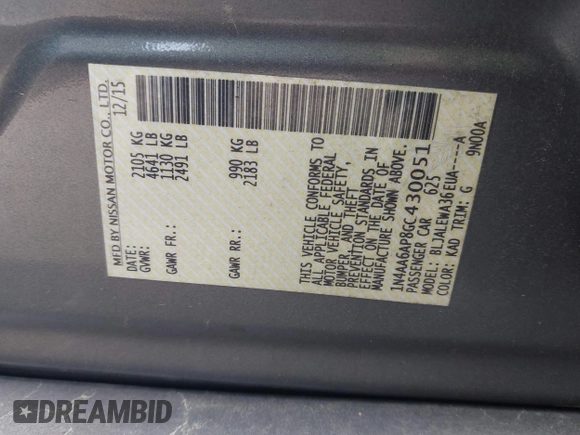 MFD BY NISSAN MOTOR CO., LTD.
DATE: 12/15
GVWR: 2105 KG
4641 LB
GAWR FR.: 1130 KG
2491 LB
GAWR RR.: 990 KG
2183 LB
THIS VEHICLE CONFORMS TO
ALL APPLICABLE FEDERAL
MOTOR VEHICLE SAFETY,
BUMPER, AND THEFT
PREVENTION STANDARDS IN
EFFECT ON THE DATE OF
MANUFACTURE SHOWN ABOVE.
1N4AA6AP8GC430051
PASSENGER CAR 625
MODEL: BLJALEWA36EUA----A
COLOR: KAD TRIM: G 9N00A
DREAMBID